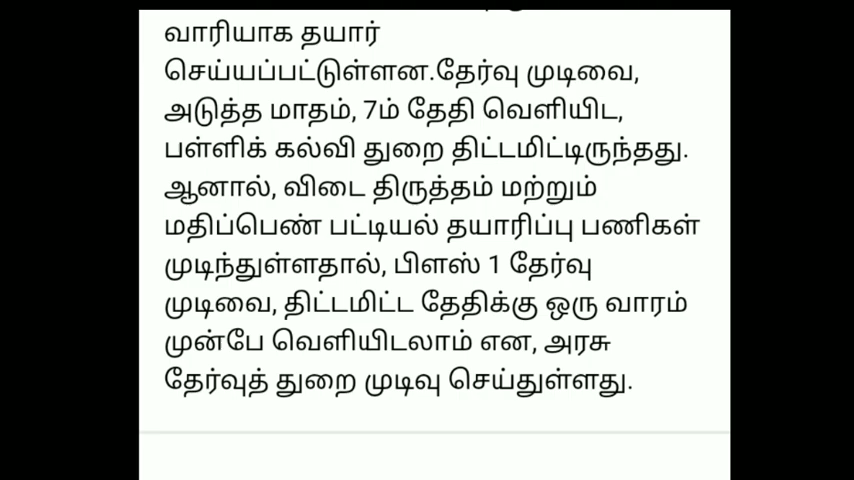 வாரியாக தயார்
செய்யப்பட்டுள்ளன.தேர்வு முடிவை,
அடுத்த மாதம், 7ம் தேதி வெளியிட,
பள்ளிக் கல்வி துறை திட்டமிட்டிருந்தது.
ஆனால், விடை திருத்தம் மற்றும்
மதிப்பெண் பட்டியல் தயாரிப்பு பணிகள்
முடிந்துள்ளதால், பிளஸ் 1 தேர்வு
முடிவை, திட்டமிட்ட தேதிக்கு ஒரு வாரம்
முன்பே வெளியிடலாம் என, அரசு
தேர்வுத் துறை முடிவு செய்துள்ளது.